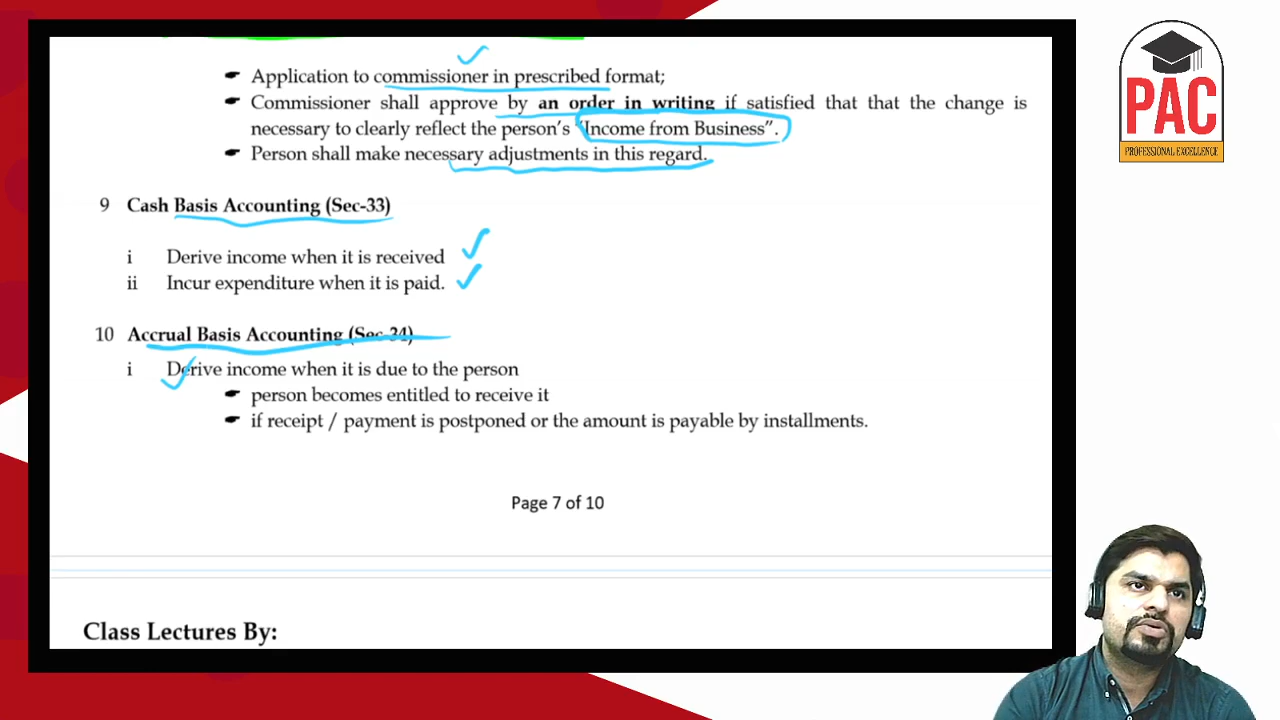 Application to commissioner in prescribed format;
Commissioner shall approve by an order in writing if satisfied that that the change is
necessary to clearly reflect the person's "Income from Business".
Person shall make necessary adjustments in this regard.
9 Cash Basis Accounting (Sec-33)
i Derive income when it is received
ii Incur expenditure when it is paid.
10 Accrual Basis Accounting (Sec-34)
i Derive income when it is due to the person
person becomes entitled to receive it
if receipt / payment is postponed or the amount is payable by installments.
Page 7 of 10
Class Lectures By:
PAC
PROFESSIONAL EXCELLENCE